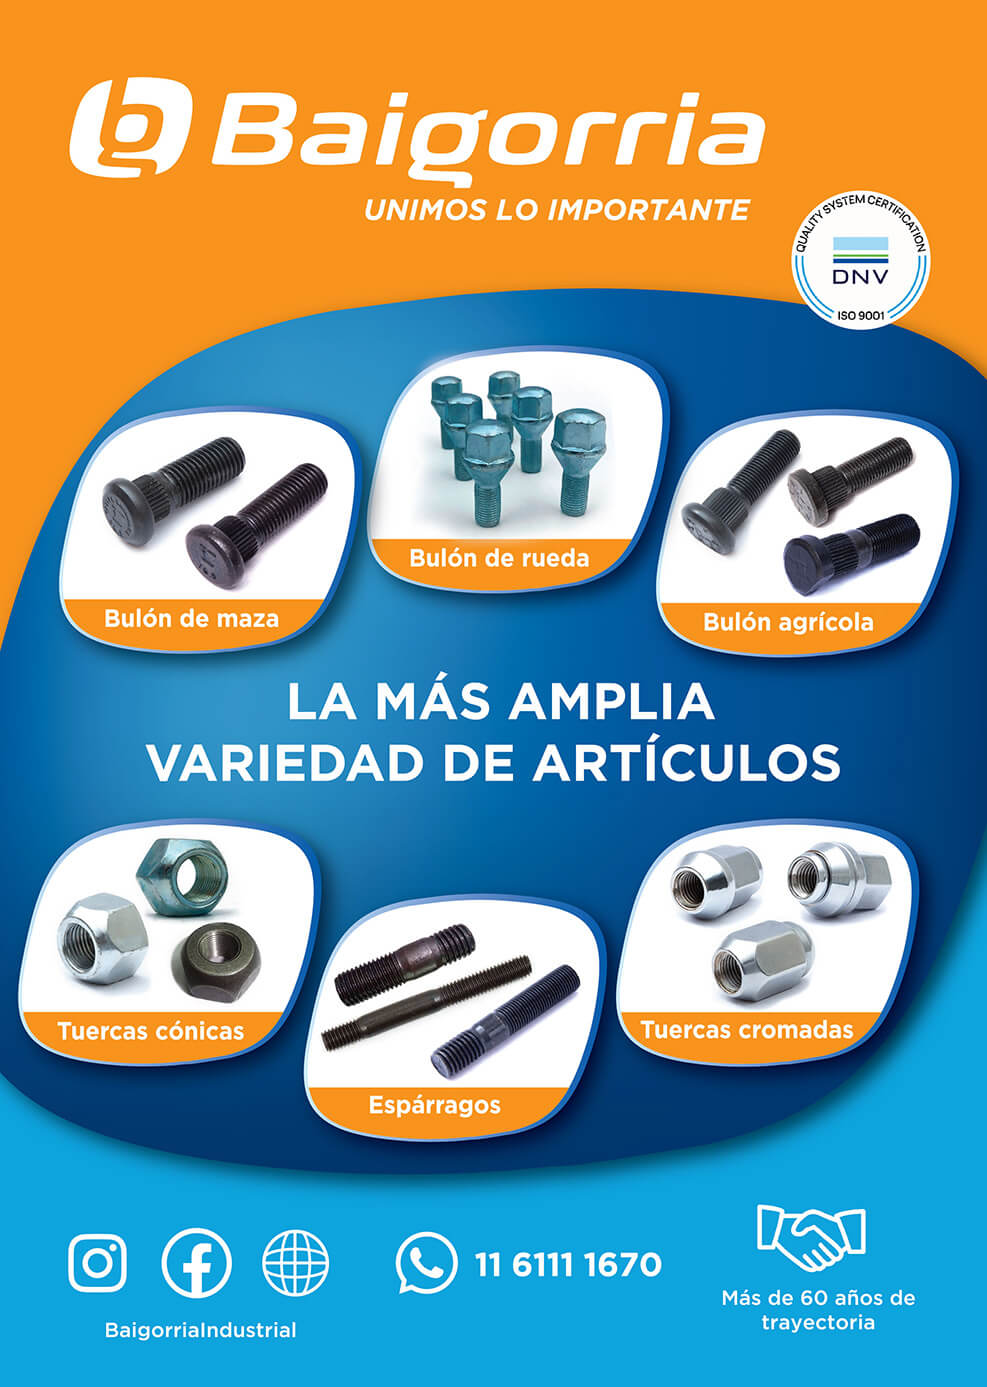 Baigorria
UNIMOS LO IMPORTANTE
QUALITY SYSTEM CERTIFICATION
DNV
ISO 9001
Bulón de maza
Bulón de rueda
Bulón agrícola
LA MÁS AMPLIA
VARIEDAD DE ARTÍCULOS
Tuercas cónicas
Espárragos
Tuercas cromadas
11 6111 1670
BaigorriaIndustrial
Más de 60 años de
trayectoria